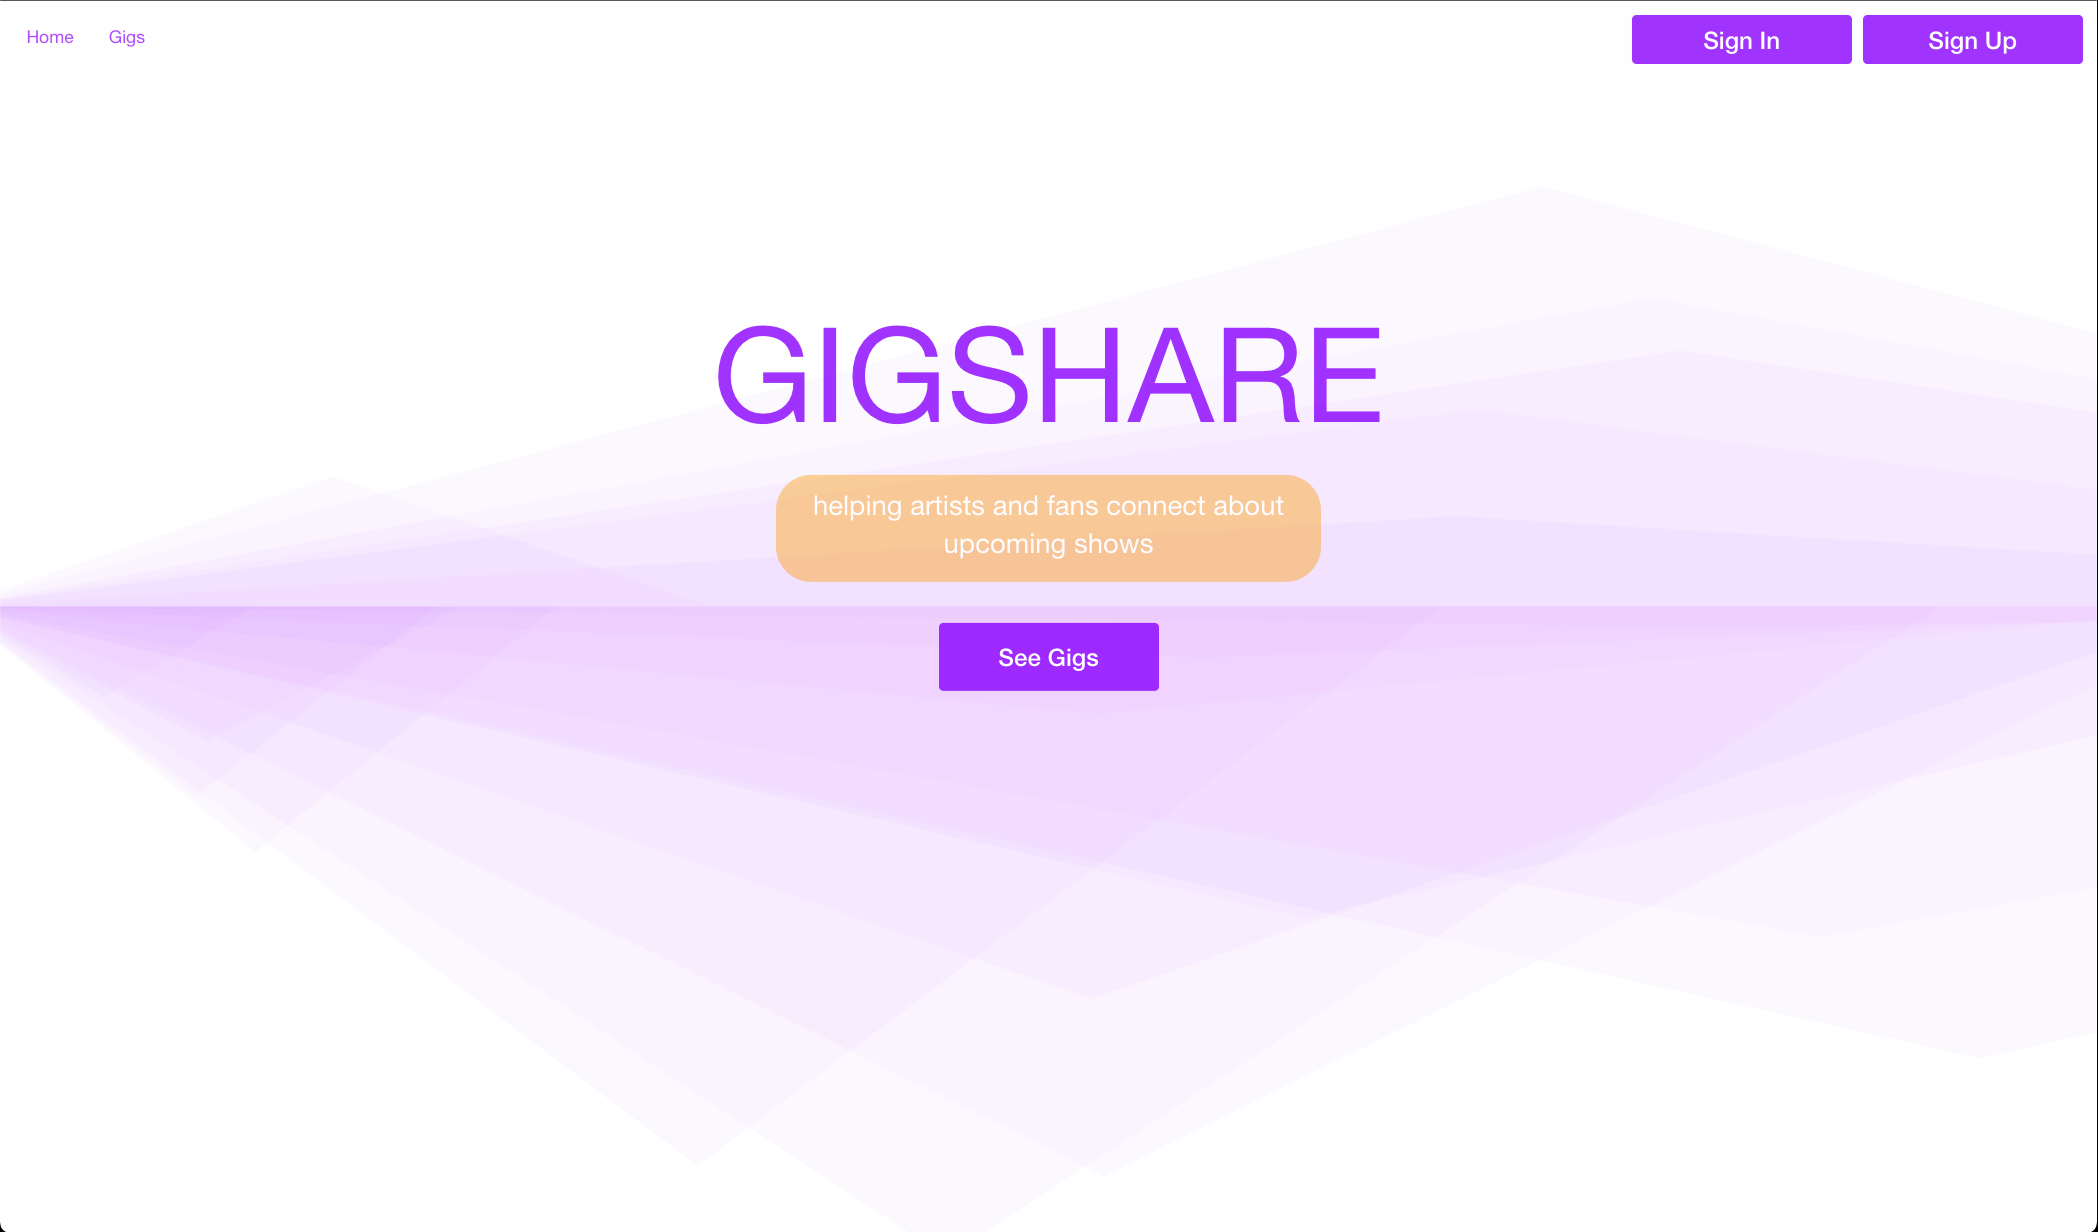 Home Gigs Sign In Sign Up
GIGSHARE
helping artists and fans connect about
upcoming shows
See Gigs